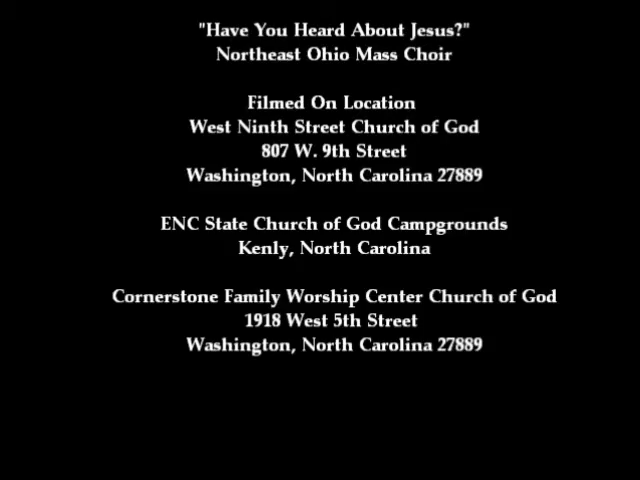 "Have You Heard About Jesus?"
Northeast Ohio Mass Choir
Filmed On Location
West Ninth Street Church of God
807 W. 9th Street
Washington, North Carolina 27889
ENC State Church of God Campgrounds
Kenly, North Carolina
Cornerstone Family Worship Center Church of God
1918 West 5th Street
Washington, North Carolina 27889